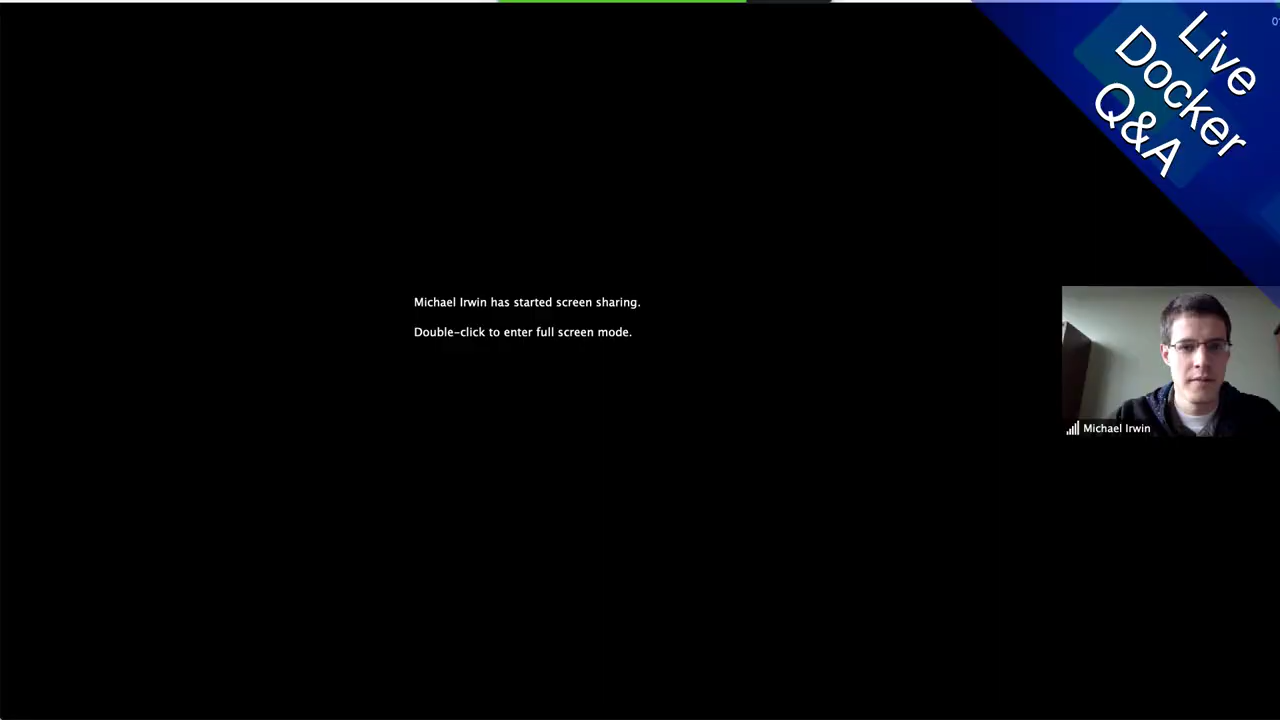 Live
Docker
Q&A
Michael Irwin has started screen sharing.
Double-click to enter full screen mode.
Michael Irwin